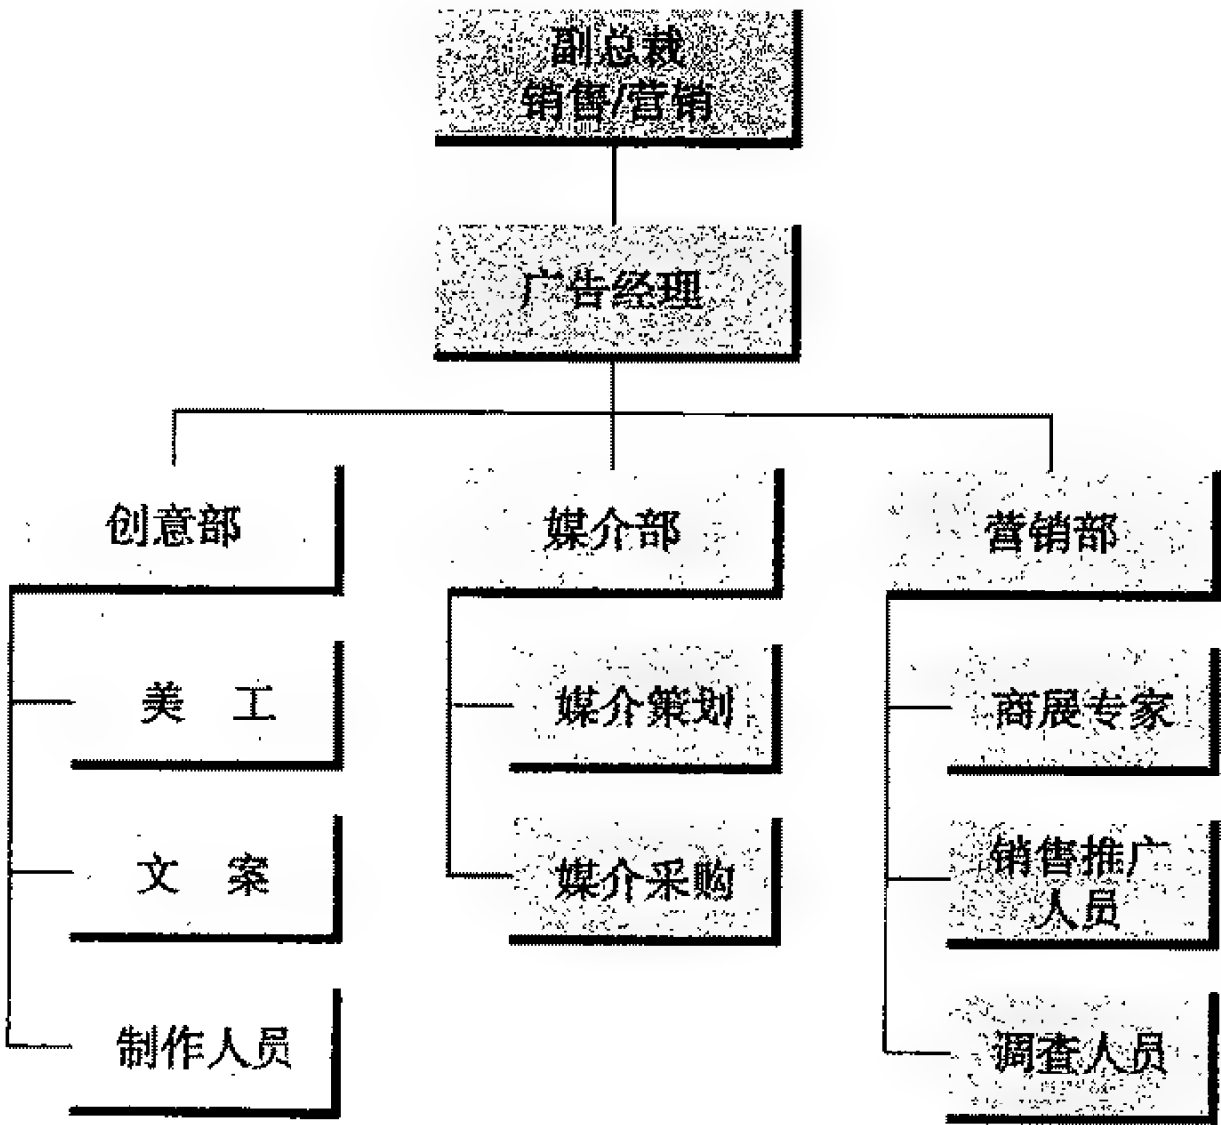 副总裁
销售/营销
广告经理
创意部
美 工
文 案
制作人员
媒介部
媒介策划
媒介采购
营销部
商展专家
销售推广
人员
调查人员